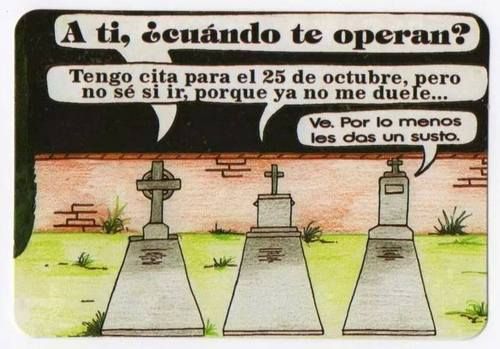 A ti, ¿cuándo te operan?
Tengo cita para el 25 de octubre, pero
no sé si ir, porque ya no me duele...
Ve. Por lo menos
les das un susto.